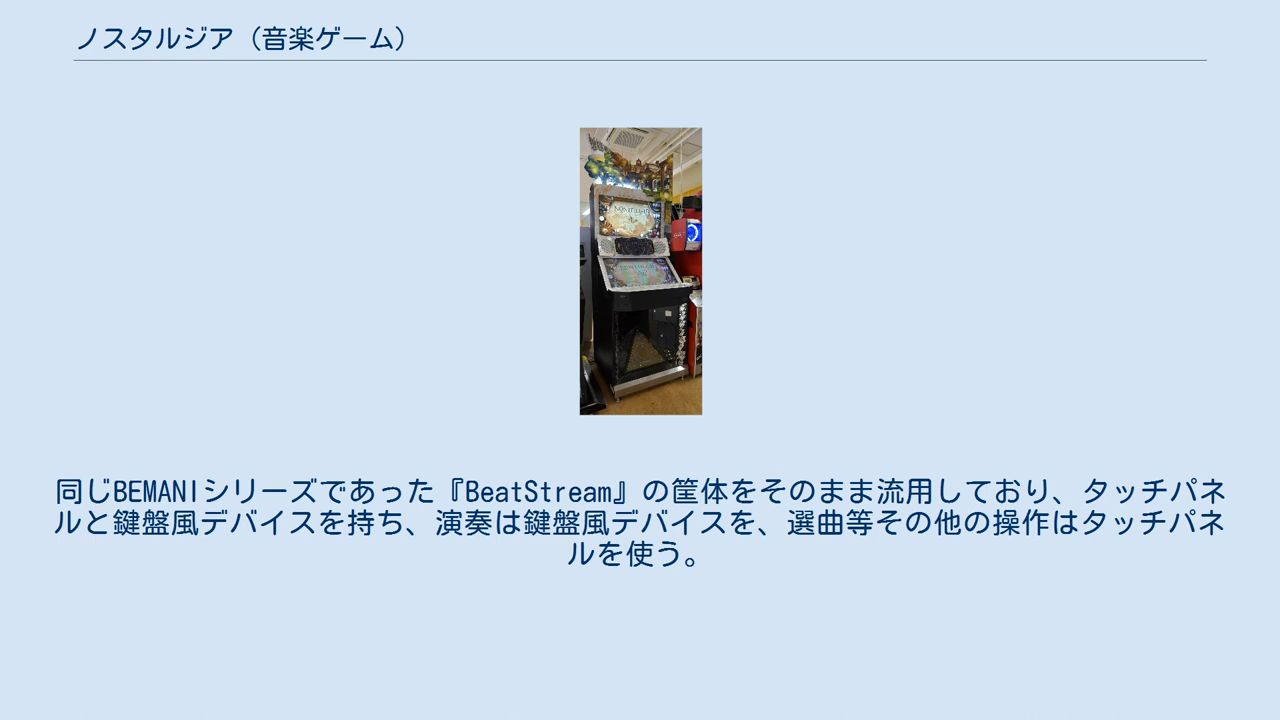 ノスタルジア（音楽ゲーム）
同じBEMANIシリーズであった『BeatStream』の筐体をそのまま流用しており、タッチパネ
ルと鍵盤風デバイスを持ち、演奏は鍵盤風デバイスを、選曲等その他の操作はタッチパネ
ルを使う。